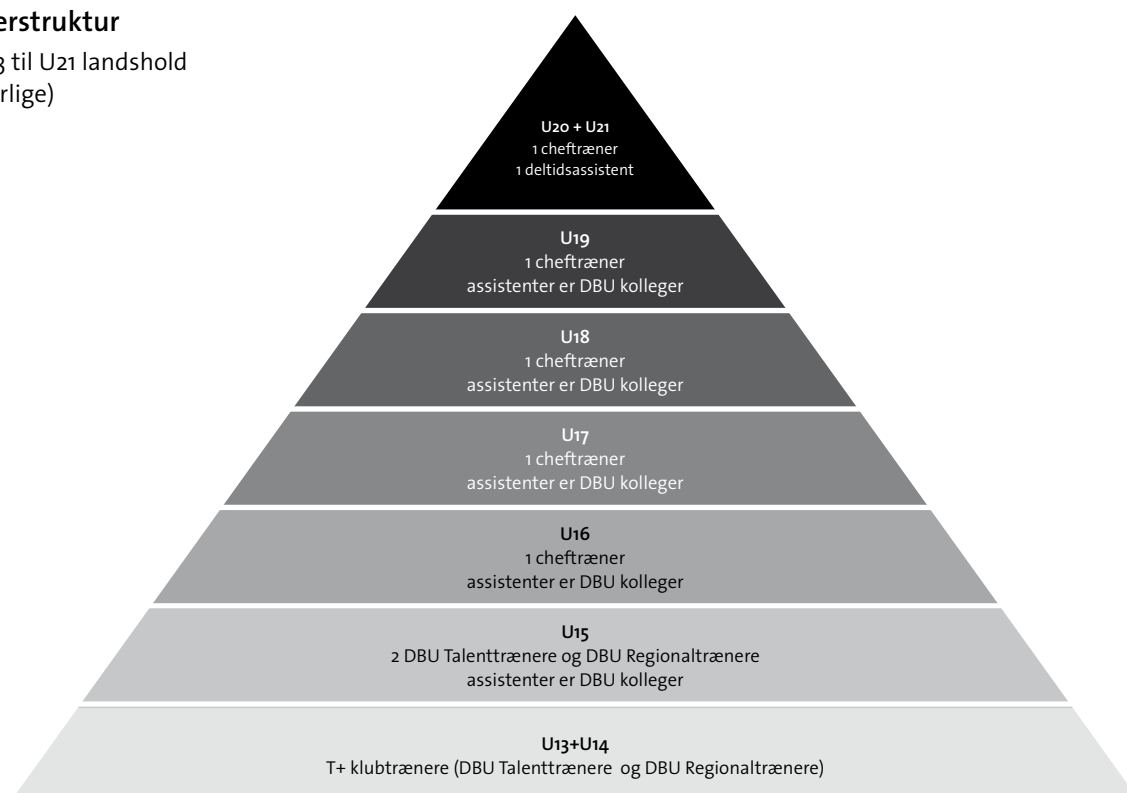 erstruktur
3 til U21 landshold
rlige)
U20 + U21
1 cheftræner
1 deltidsassistent
U19
1 cheftræner
assistenter er DBU kolleger
U18
1 cheftræner
assistenter er DBU kolleger
U17
1 cheftræner
assistenter er DBU kolleger
U16
1 cheftræner
assistenter er DBU kolleger
U15
2 DBU Talenttrænere og DBU Regionaltrænere
assistenter er DBU kolleger
U13+U14
T+ klubtrænere (DBU Talenttrænere og DBU Regionaltrænere)